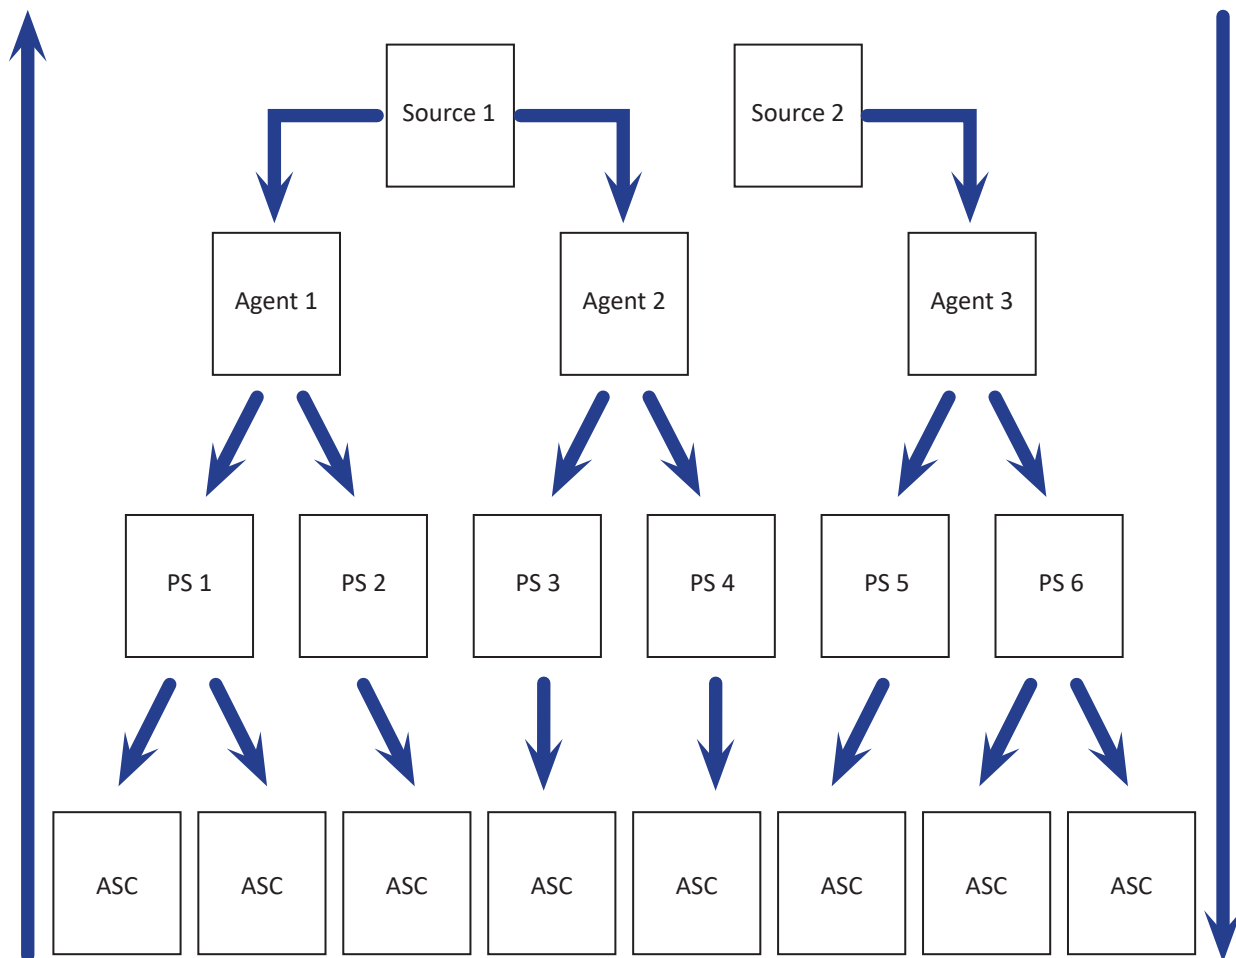 Source 1
Source 2
Agent 1
Agent 2
Agent 3
PS 1
PS 2
PS 3
PS 4
PS 5
PS 6
ASC
ASC
ASC
ASC
ASC
ASC
ASC
ASC